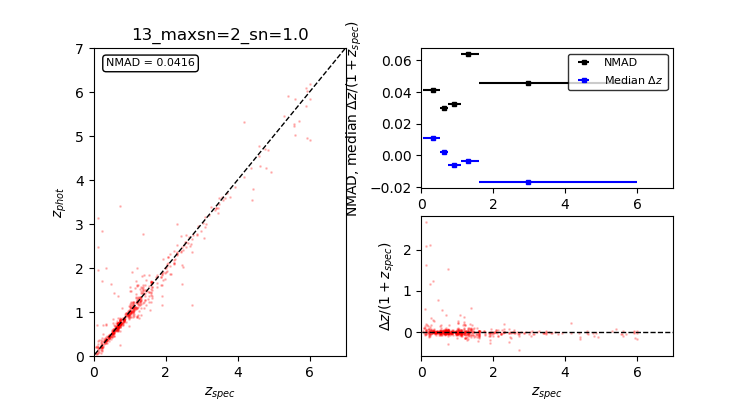 13_maxsn=2_sn=1.0
NMAD = 0.0416
7
6
5
4
3
2
1
0
z_phot
0 2 4 6
z_spec
NMAD, median Δz/(1 + z_spec)
NMAD
Median Δz
0.06
0.04
0.02
0.00
−0.02
0 2 4 6
Δz/(1 + z_spec)
2
1
0
0 2 4 6
z_spec